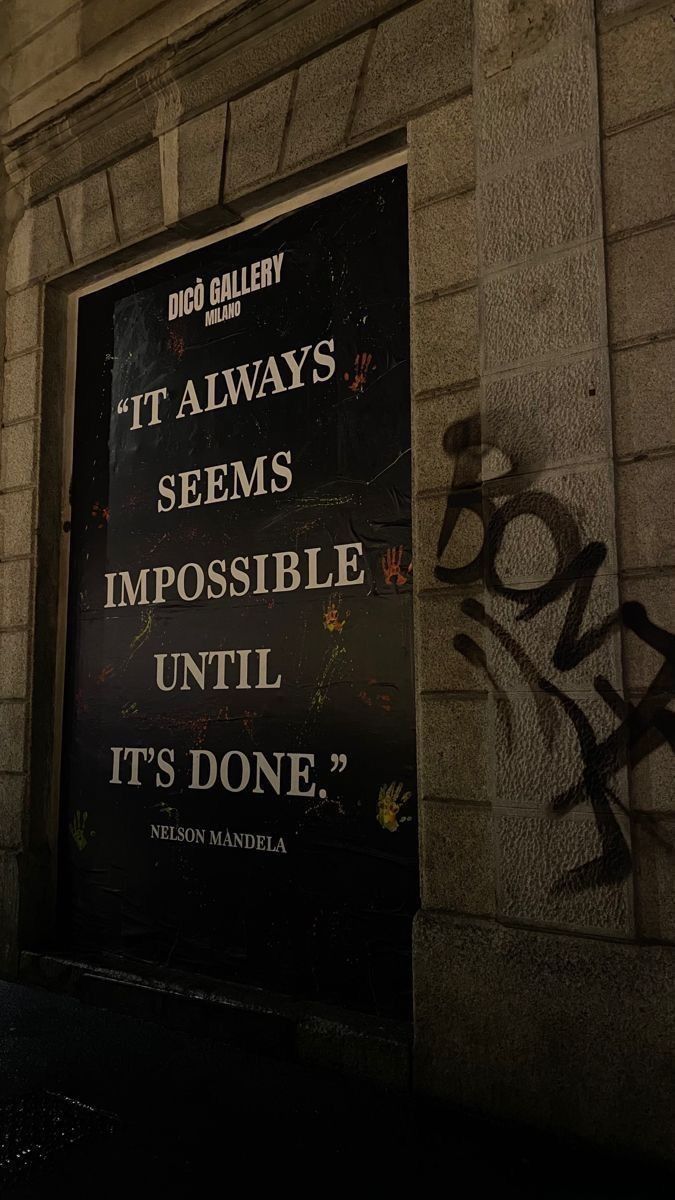 DICÒ GALLERY
MILANO
“IT ALWAYS
SEEMS
IMPOSSIBLE
UNTIL
IT’S DONE.”
NELSON MANDELA